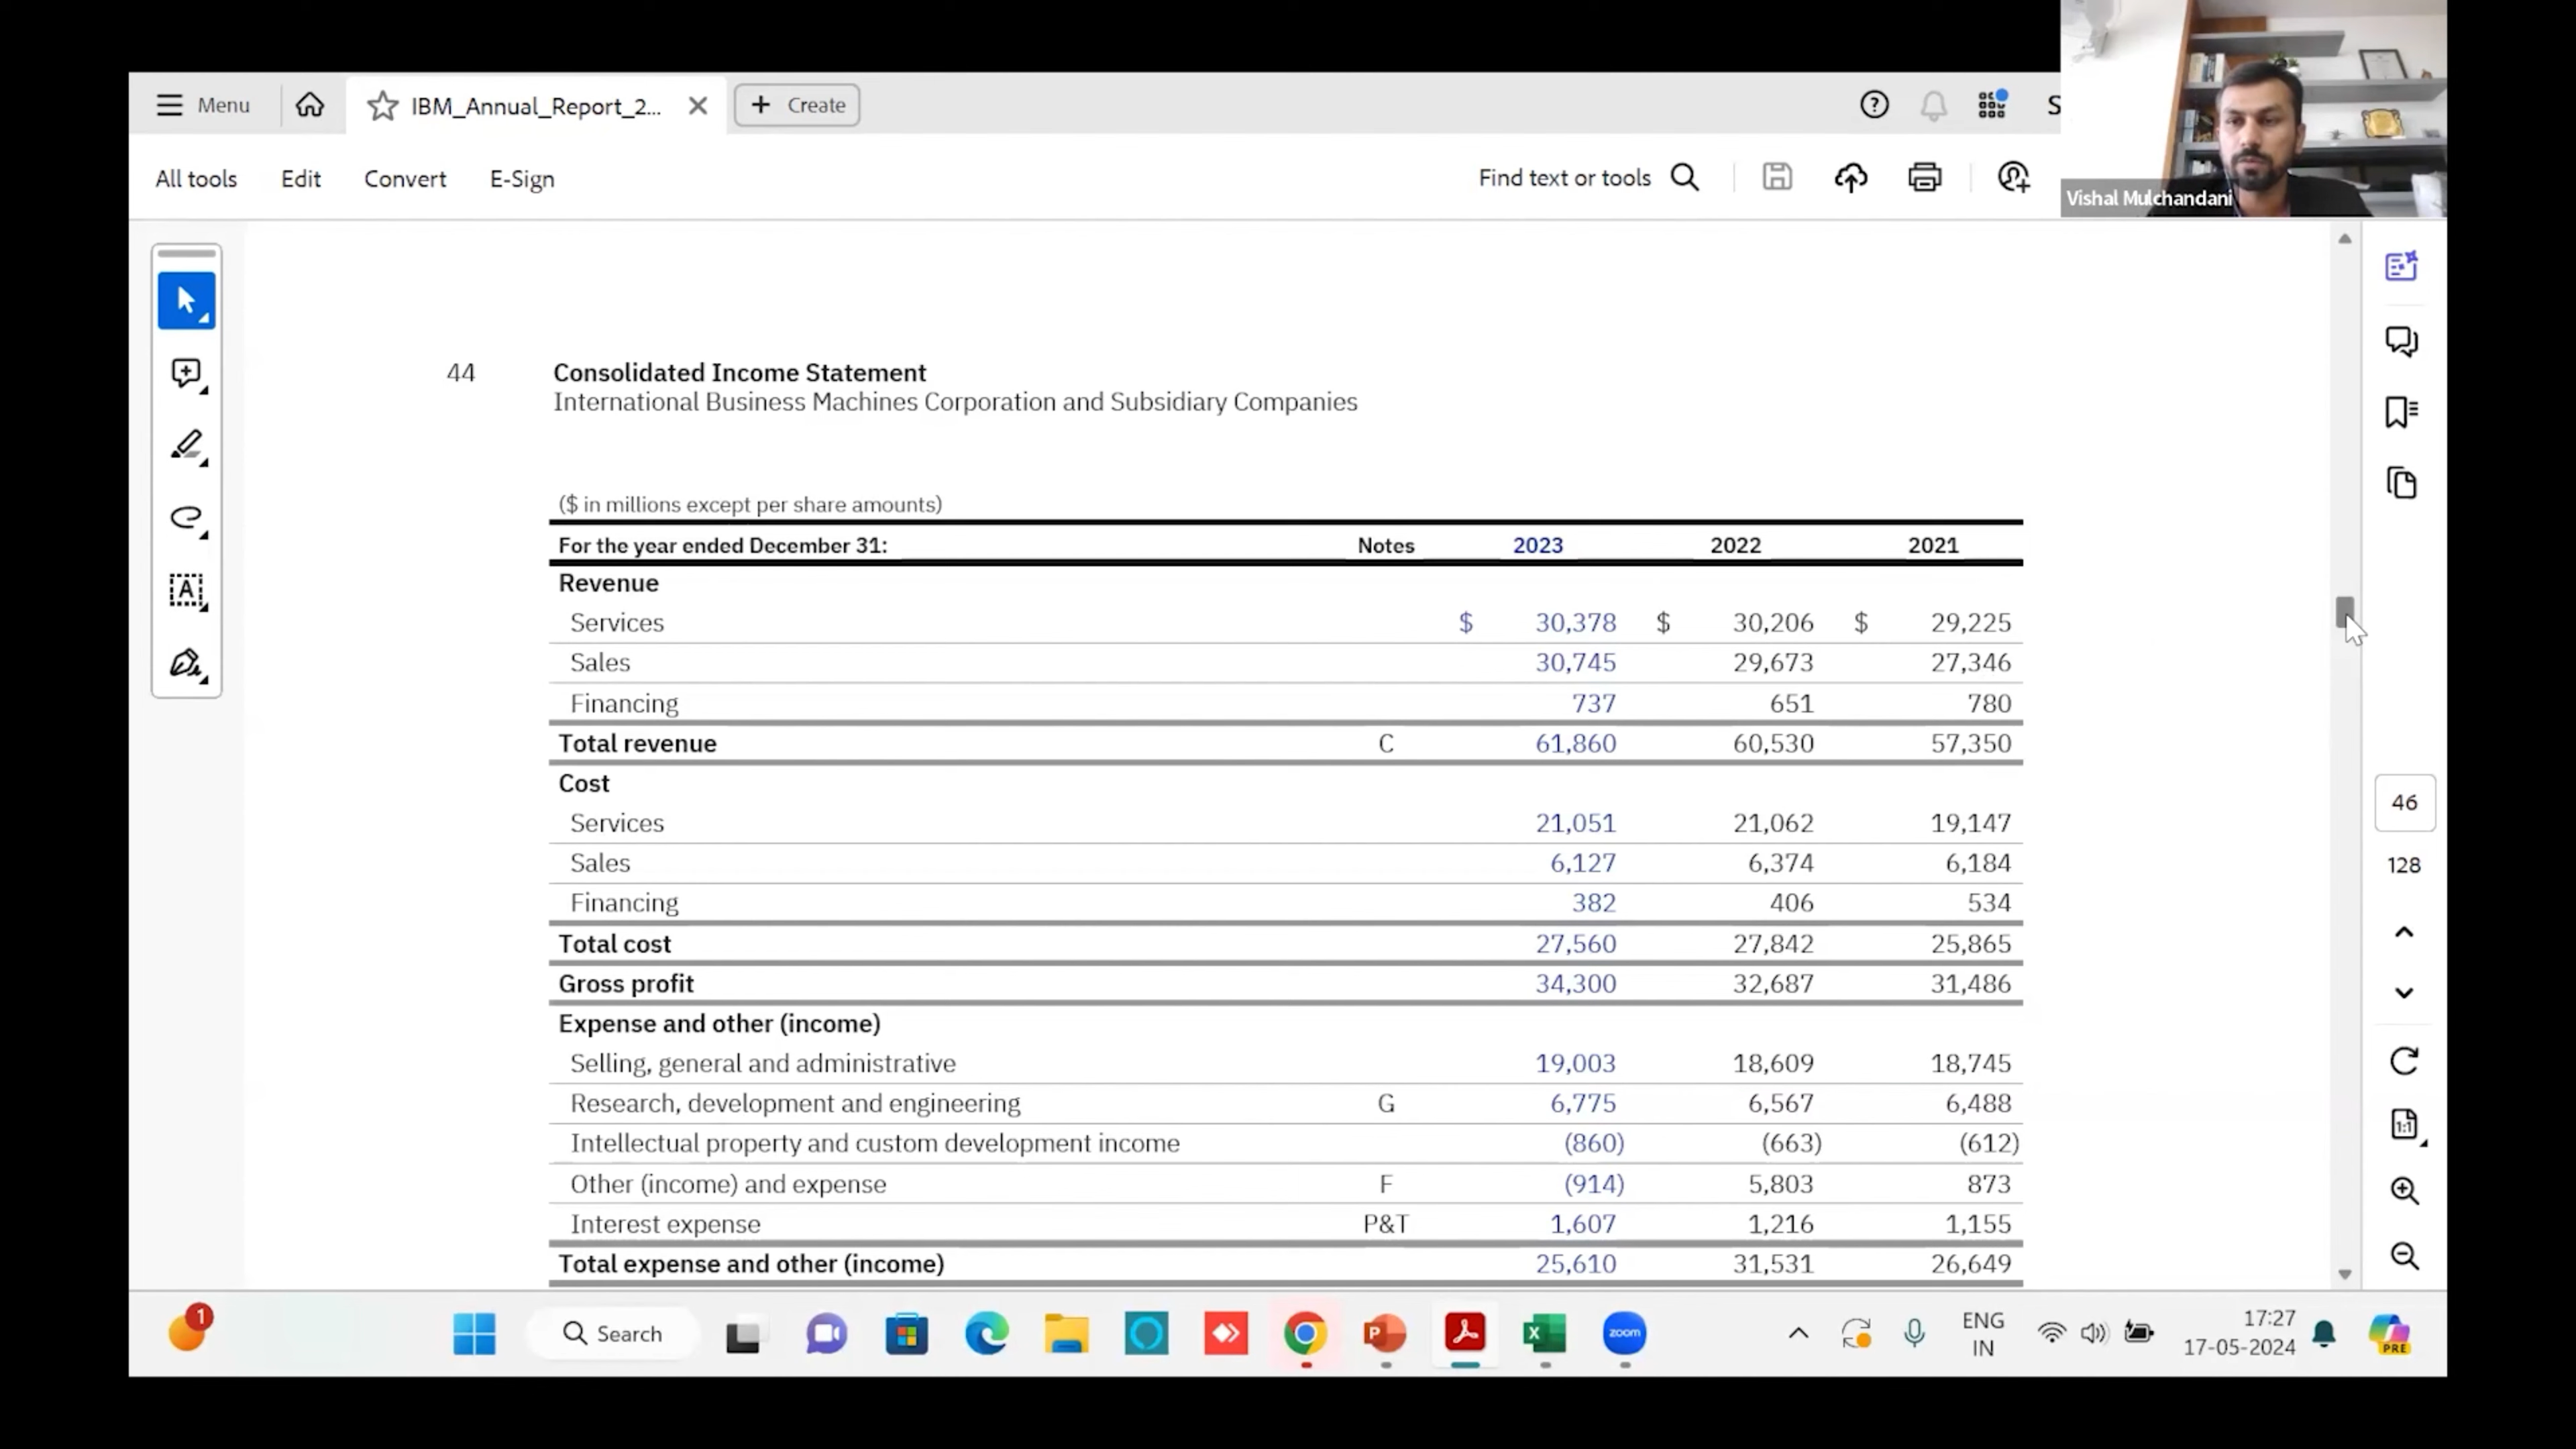 Menu
IBM_Annual_Report_2...
Create
S
All tools Edit Convert E-Sign
Find text or tools
Vishal Mulchandani
44 Consolidated Income Statement
International Business Machines Corporation and Subsidiary Companies
($ in millions except per share amounts)
For the year ended December 31: Notes 2023 2022 2021
Revenue
Services $ 30,378 $ 30,206 $ 29,225
Sales 30,745 29,673 27,346
Financing 737 651 780
Total revenue C 61,860 60,530 57,350
Cost
Services 21,051 21,062 19,147
Sales 6,127 6,374 6,184
Financing 382 406 534
Total cost 27,560 27,842 25,865
Gross profit 34,300 32,687 31,486
Expense and other (income)
Selling, general and administrative 19,003 18,609 18,745
Research, development and engineering G 6,775 6,567 6,488
Intellectual property and custom development income (860) (663) (612)
Other (income) and expense F (914) 5,803 873
Interest expense P&T 1,607 1,216 1,155
Total expense and other (income) 25,610 31,531 26,649
46
128
1:1
1
Search
zoom
ENG
IN
17:27
17-05-2024
PRE